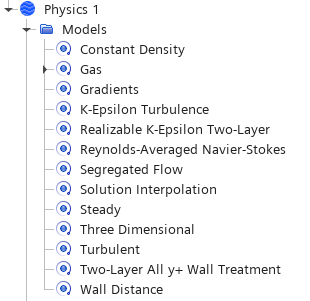 Physics 1
Models
Constant Density
Gas
Gradients
K-Epsilon Turbulence
Realizable K-Epsilon Two-Layer
Reynolds-Averaged Navier-Stokes
Segregated Flow
Solution Interpolation
Steady
Three Dimensional
Turbulent
Two-Layer All y+ Wall Treatment
Wall Distance